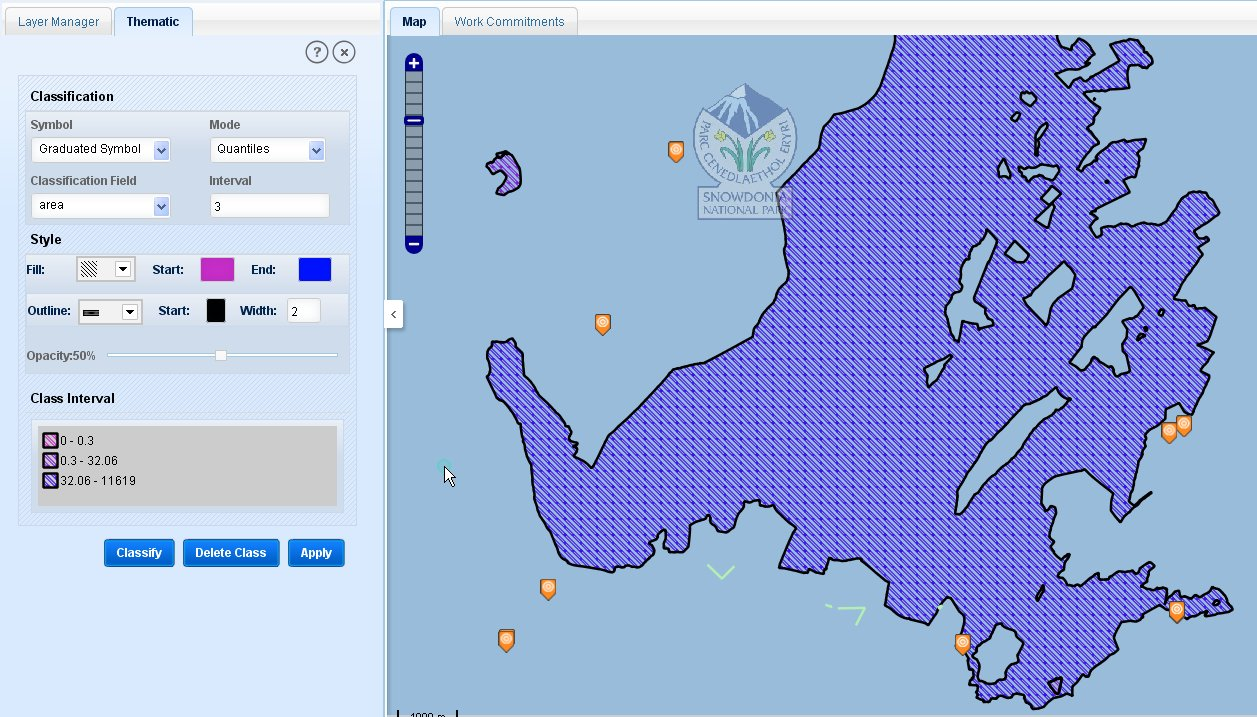 Layer Manager
Thematic
?
Classification
Symbol
Mode
Graduated Symbol
Quantiles
Classification Field
Interval
area
3
Style
Fill:
Start:
End:
Outline:
Start:
Width:
2
Opacity:50%
Class Interval
0 - 0.3
0.3 - 32.06
32.06 - 11619
Classify
Delete Class
Apply
Map
Work Commitments
PARC CENEDLAETHOL ERYRI
SNOWDONIA
NATIONAL PARK
1000 m